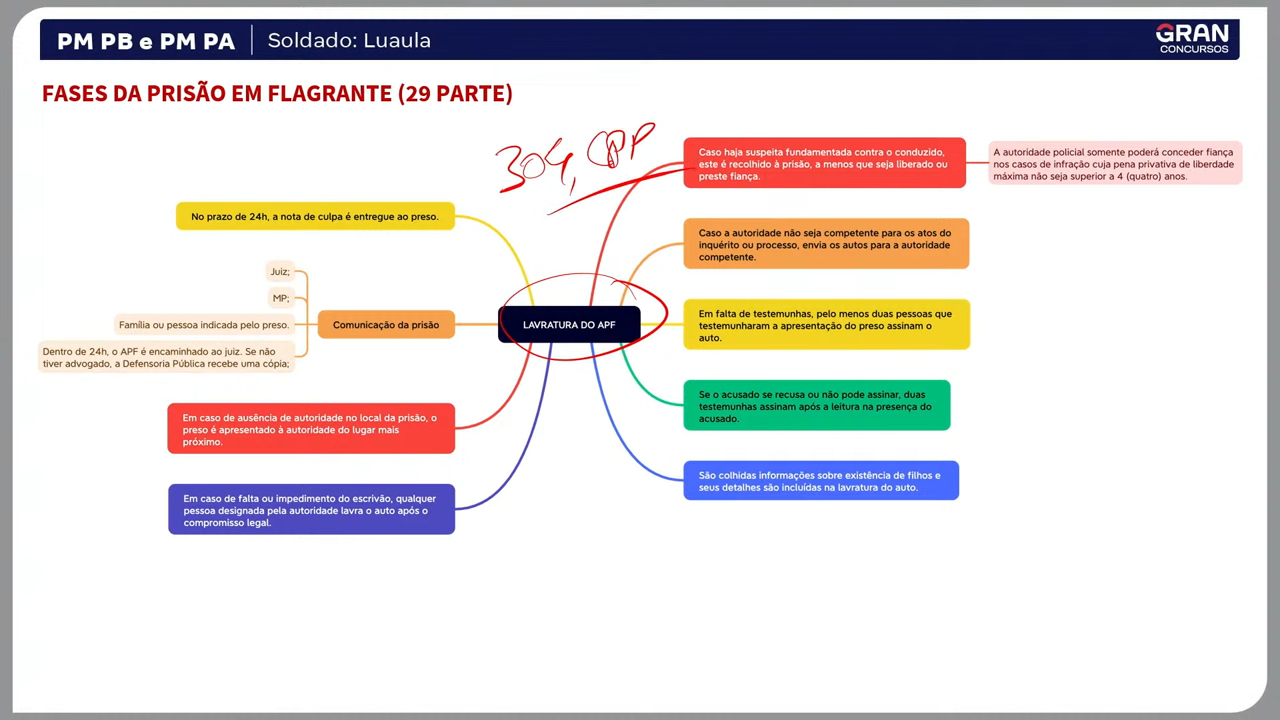 PM PB e PM PA
Soldado: Luaula
GRAN
CONCURSOS
FASES DA PRISÃO EM FLAGRANTE (29 PARTE)
304, CPP
No prazo de 24h, a nota de culpa é entregue ao preso.
Juiz;
MP;
Família ou pessoa indicada pelo preso.
Dentro de 24h, o APF é encaminhado ao juiz. Se não
tiver advogado, a Defensoria Pública recebe uma cópia;
Comunicação da prisão
Em caso de ausência de autoridade no local da prisão, o
preso é apresentado à autoridade do lugar mais
próximo.
Em caso de falta ou impedimento do escrivão, qualquer
pessoa designada pela autoridade lavra o auto após o
compromisso legal.
LAVRATURA DO APF
Caso haja suspeita fundamentada contra o conduzido,
este é recolhido à prisão, a menos que seja liberado ou
preste fiança.
A autoridade policial somente poderá conceder fiança
nos casos de infração cuja pena privativa de liberdade
máxima não seja superior a 4 (quatro) anos.
Caso a autoridade não seja competente para os atos do
inquérito ou processo, envia os autos para a autoridade
competente.
Em falta de testemunhas, pelo menos duas pessoas que
testemunharam a apresentação do preso assinam o
auto.
Se o acusado se recusa ou não pode assinar, duas
testemunhas assinam após a leitura na presença do
acusado.
São colhidas informações sobre existência de filhos e
seus detalhes são incluídas na lavratura do auto.